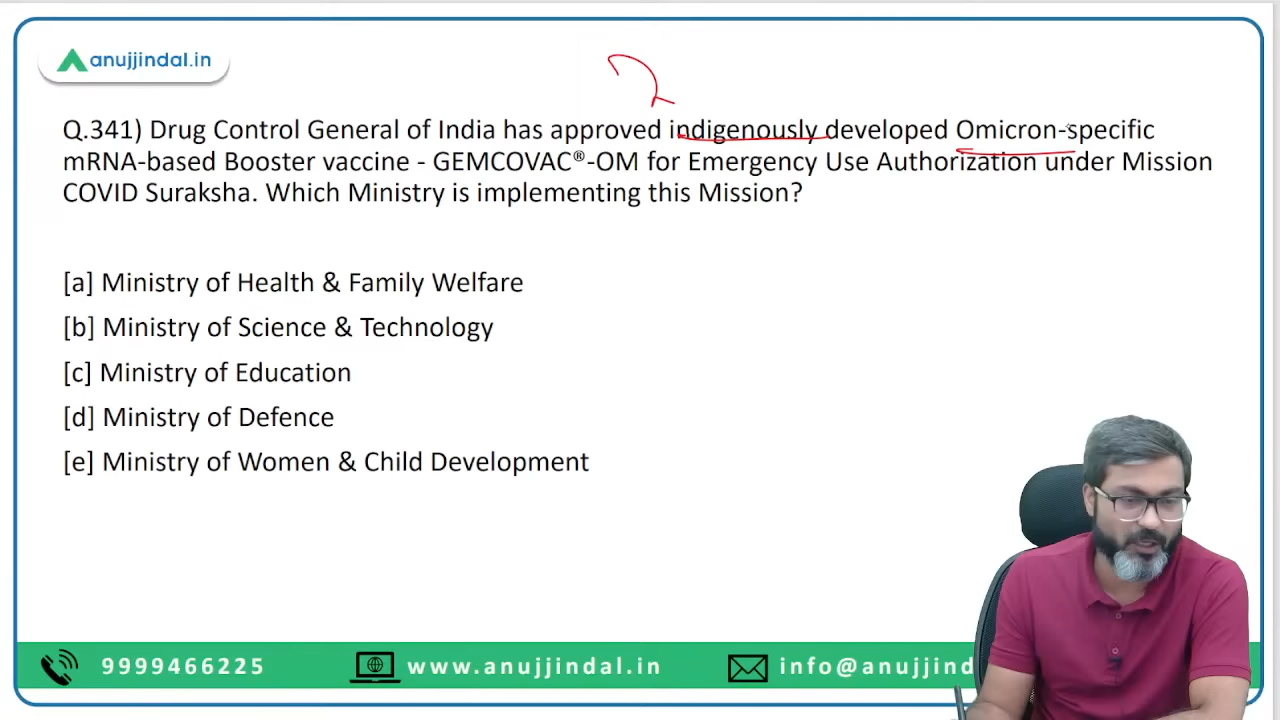 anujjindal.in
Q.341) Drug Control General of India has approved indigenously developed Omicron-specific
mRNA-based Booster vaccine - GEMCOVAC®-OM for Emergency Use Authorization under Mission
COVID Suraksha. Which Ministry is implementing this Mission?
[a] Ministry of Health & Family Welfare
[b] Ministry of Science & Technology
[c] Ministry of Education
[d] Ministry of Defence
[e] Ministry of Women & Child Development
9999466225 www.anujjindal.in info@anujjind